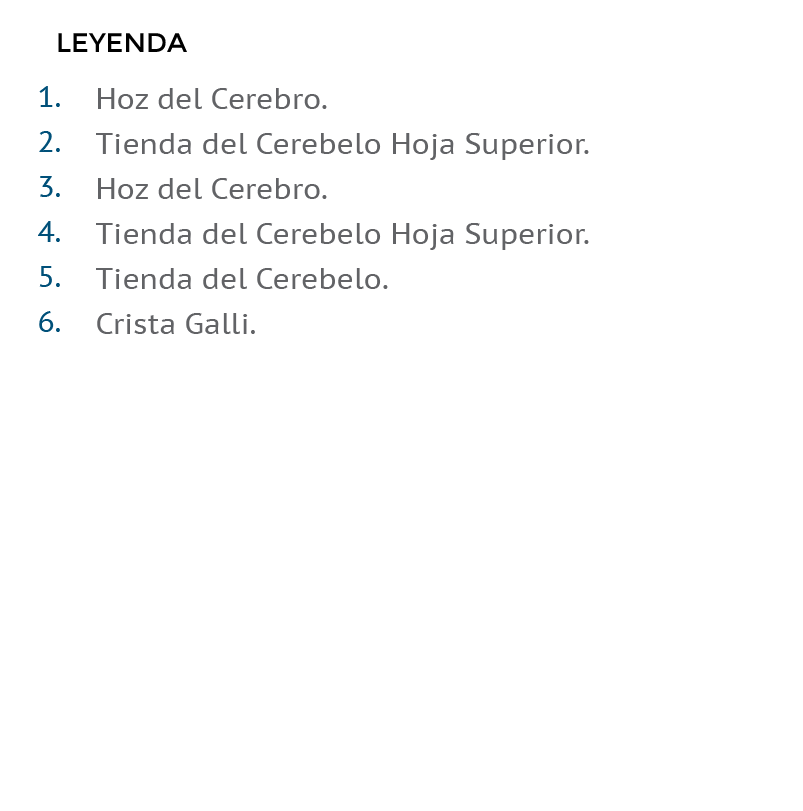 LEYENDA
1. Hoz del Cerebro.
2. Tienda del Cerebelo Hoja Superior.
3. Hoz del Cerebro.
4. Tienda del Cerebelo Hoja Superior.
5. Tienda del Cerebelo.
6. Crista Galli.